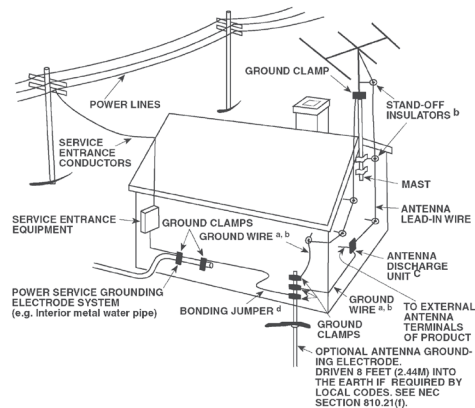 GROUND CLAMP
POWER LINES
STAND-OFF
INSULATORS b
SERVICE
ENTRANCE
CONDUCTORS
MAST
ANTENNA
LEAD-IN WIRE
SERVICE ENTRANCE
EQUIPMENT
GROUND CLAMPS
GROUND WIRE a, b
ANTENNA
DISCHARGE
UNIT C
POWER SERVICE GROUNDING
ELECTRODE SYSTEM
(e.g. Interior metal water pipe)
BONDING JUMPER d
GROUND
WIRE a, b
GROUND
CLAMPS
TO EXTERNAL
ANTENNA
TERMINALS
OF PRODUCT
OPTIONAL ANTENNA GROUND-
ING ELECTRODE.
DRIVEN 8 FEET (2.44M) INTO
THE EARTH IF REQUIRED BY
LOCAL CODES. SEE NEC
SECTION 810.21(f).